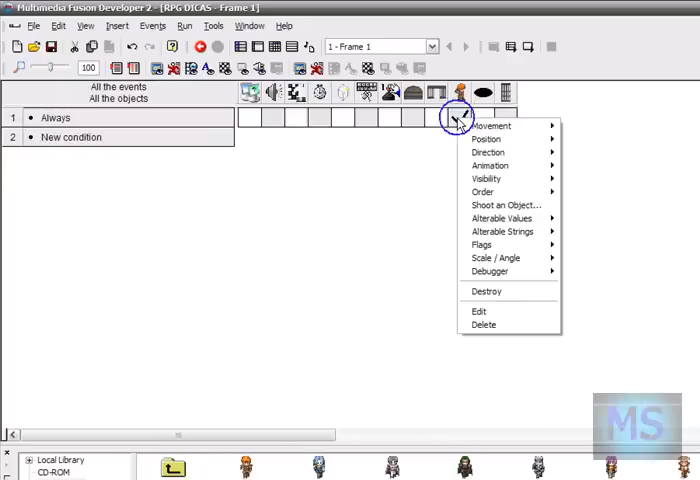 Multimedia Fusion Developer 2 - [RPG DICAS - Frame 1]
File Edit View Insert Events Tools Run Window Help
1 - Frame 1
100
All the events
All the objects
1 • Always
2 • New condition
Movement
Position
Direction
Animation
Visibility
Order
Shoot an Object...
Alterable Values
Alterable Strings
Flags
Scale / Angle
Debugger
Destroy
Edit
Delete
MS
Local Library
CD-ROM